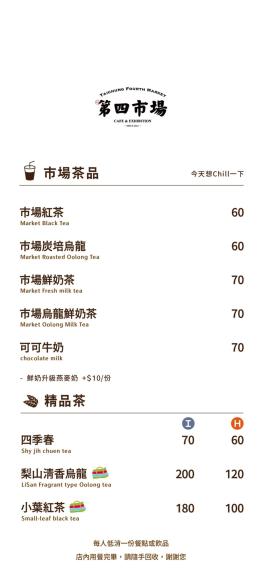 TAICHUNG FOURTH MARKET
第四市場
CAFE & EXHIBITION
市場茶品 今天想Chill一下
市場紅茶 60
Market Black Tea
市場炭培烏龍 60
Market Roasted Oolong Tea
市場鮮奶茶 70
Market Fresh milk tea
市場烏龍鮮奶茶 70
Market Oolong Milk Tea
可可牛奶 70
chocolate milk
- 鮮奶升級燕麥奶 +$10/份
精品茶
I H
四季春 70 60
Shy jih chuen tea
梨山清香烏龍 200 120
LiSan Fragrant type Oolong tea
小葉紅茶 180 100
Small-leaf black tea
每人低消一份餐點或飲品
店內用餐完畢，請隨手回收，謝謝您